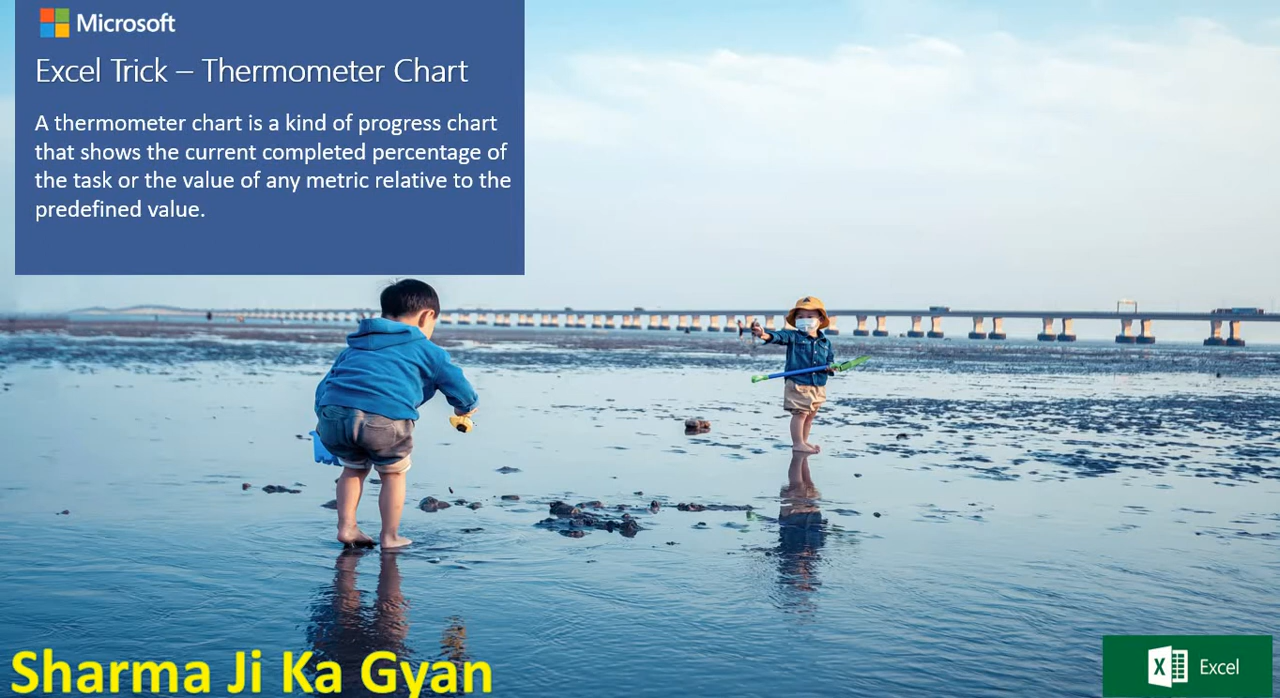 Microsoft
Excel Trick – Thermometer Chart
A thermometer chart is a kind of progress chart
that shows the current completed percentage of
the task or the value of any metric relative to the
predefined value.
Sharma Ji Ka Gyan
X Excel